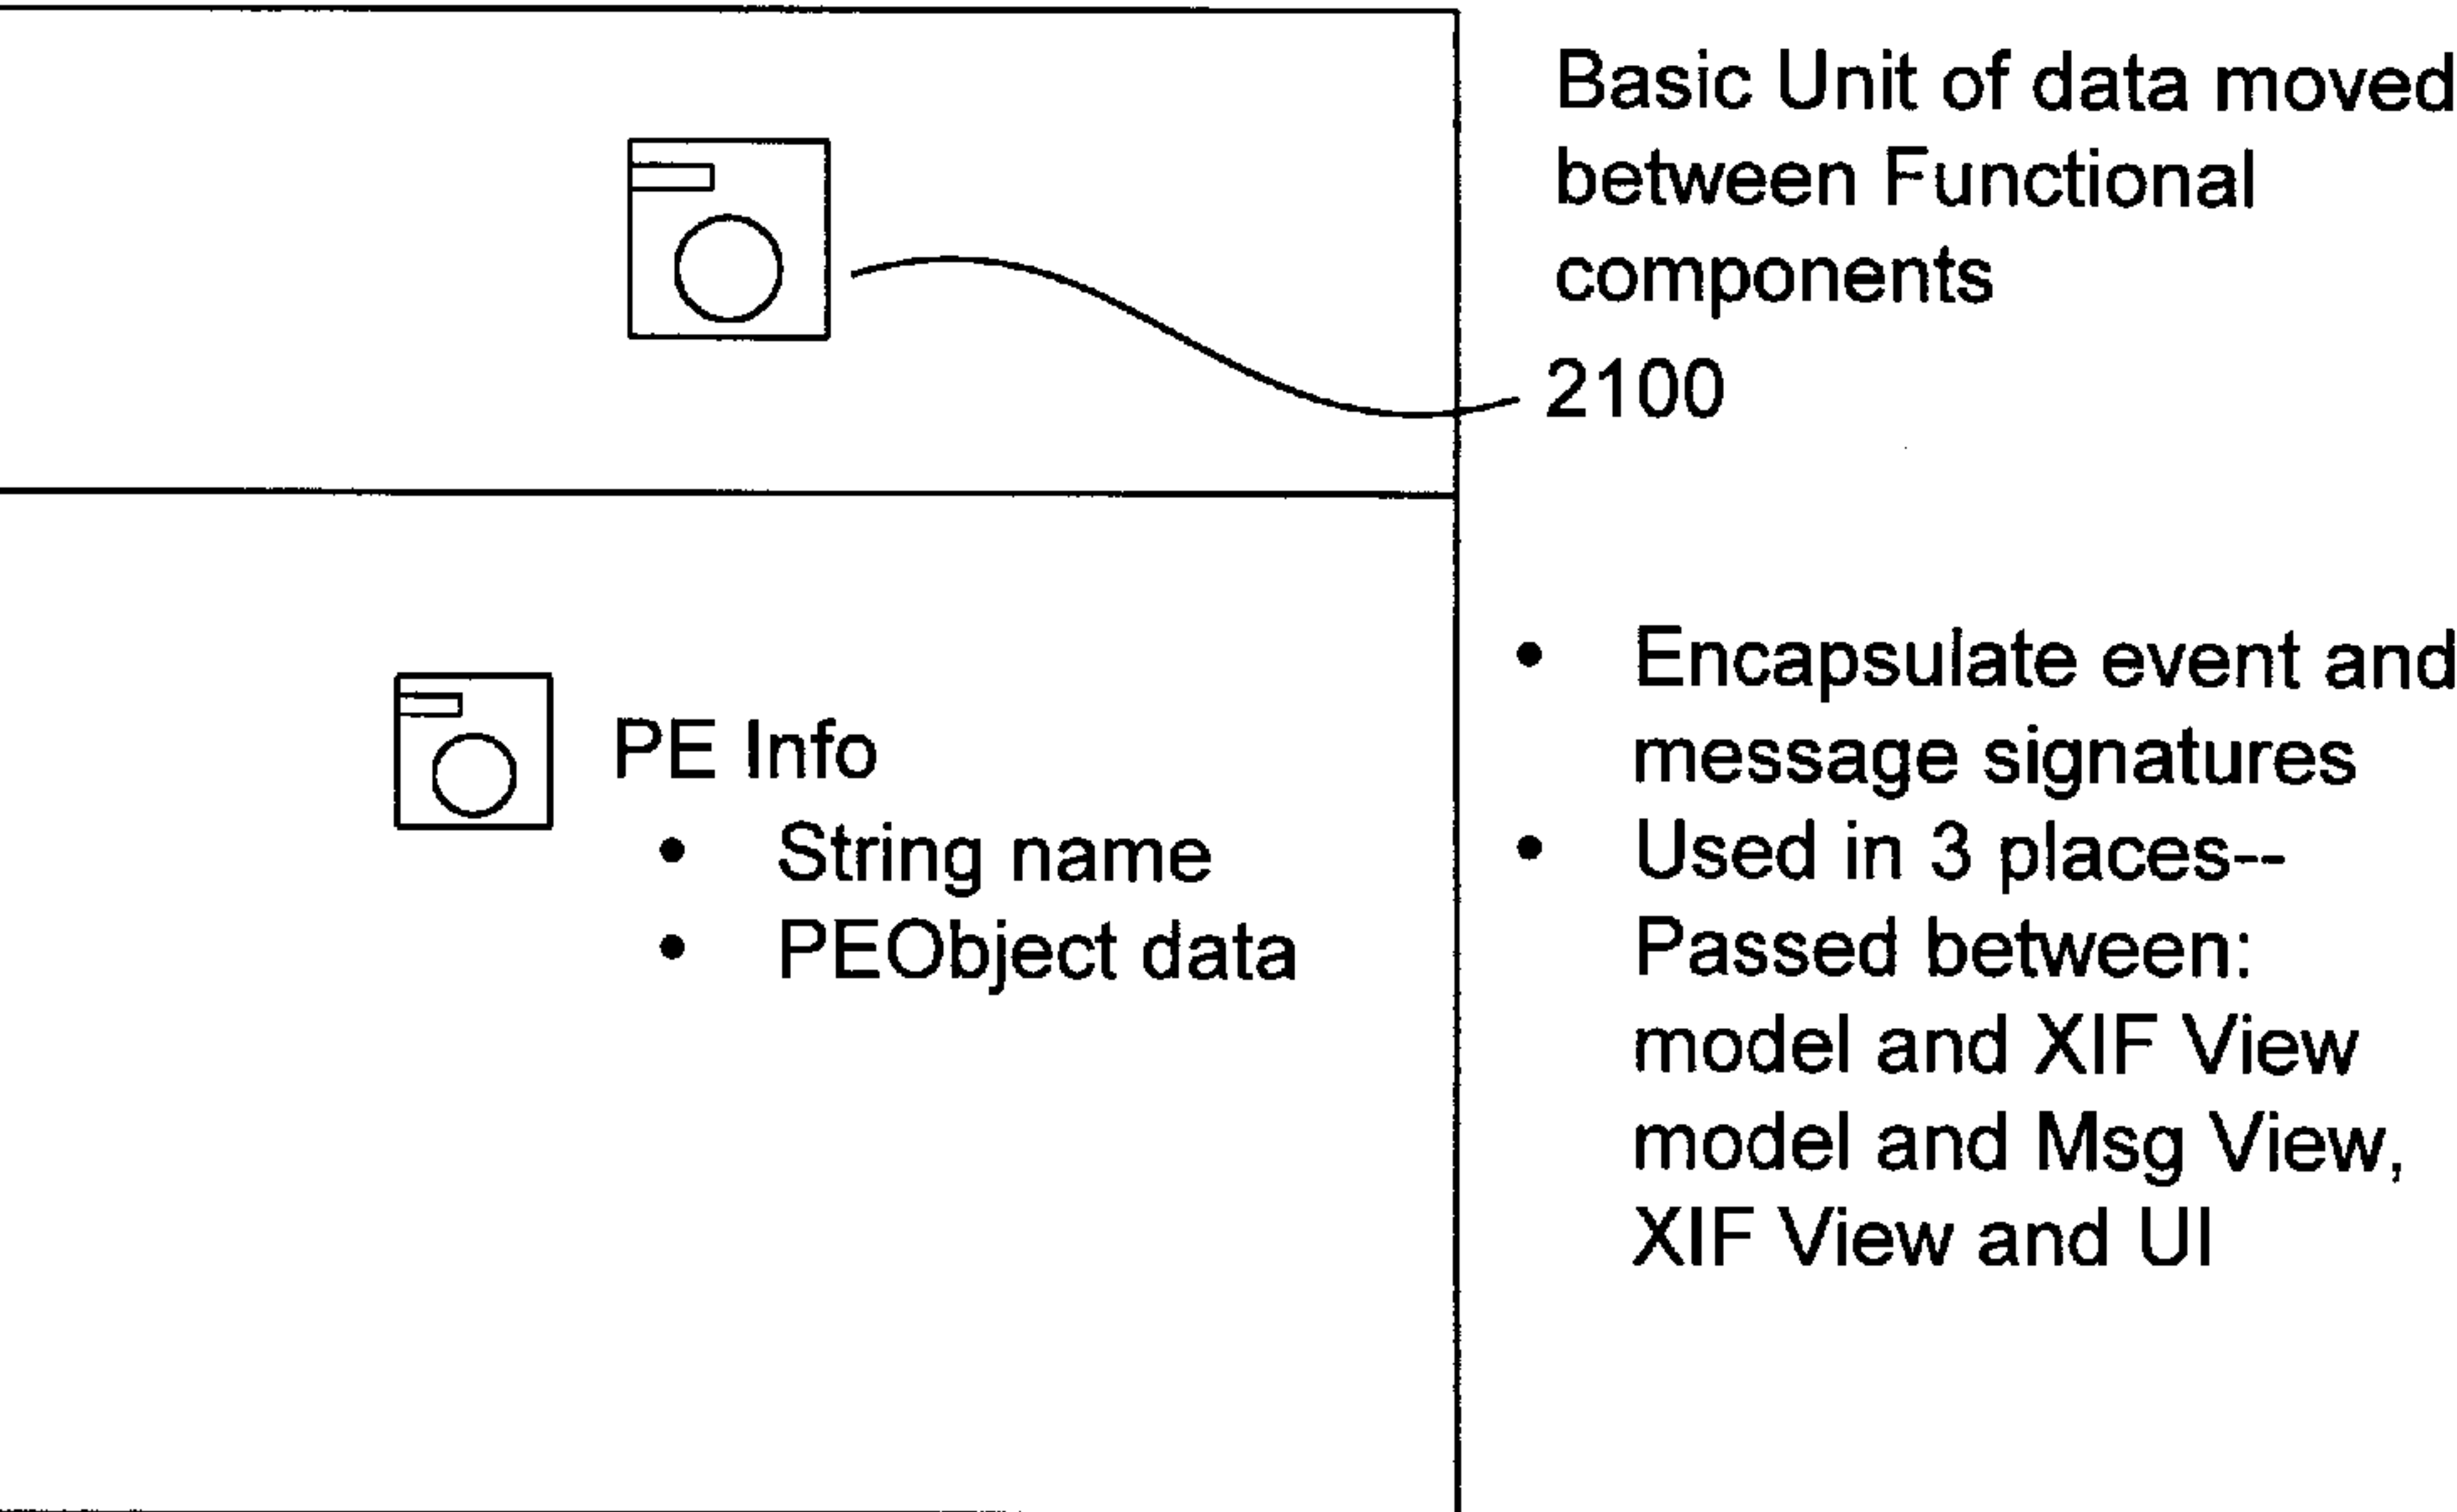 Basic Unit of data moved
between Functional
components
2100
PE Info
• String name
• PEObject data
• Encapsulate event and
message signatures
• Used in 3 places--
Passed between:
model and XIF View
model and Msg View,
XIF View and UI